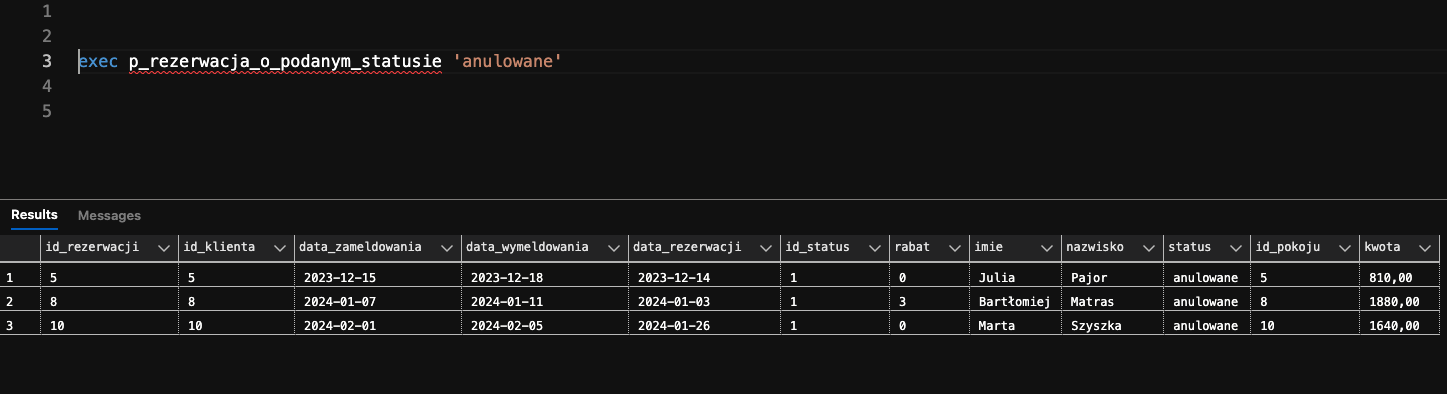 1
2
3 exec p_rezerwacja_o_podanym_statusie 'anulowane'
4
5
Results Messages
id_rezerwacji id_klienta data_zameldowania data_wymeldowania data_rezerwacji id_status rabat imie nazwisko status id_pokoju kwota
1 5 5 2023-12-15 2023-12-18 2023-12-14 1 0 Julia Pajor anulowane 5 810,00
2 8 8 2024-01-07 2024-01-11 2024-01-03 1 3 Bartłomiej Matras anulowane 8 1880,00
3 10 10 2024-02-01 2024-02-05 2024-01-26 1 0 Marta Szyszka anulowane 10 1640,00